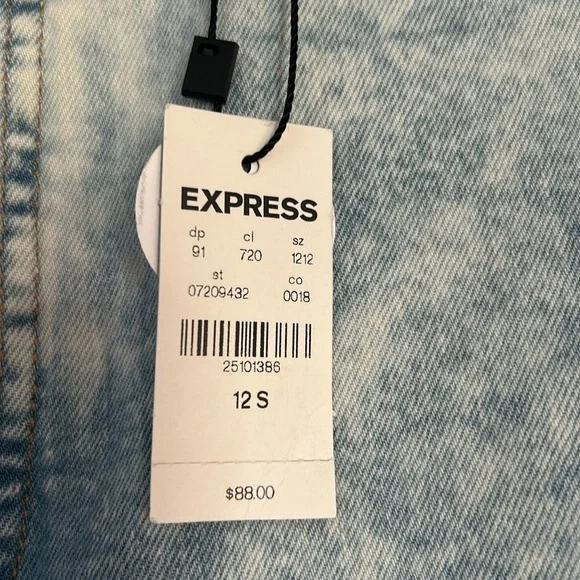 EXPRESS
dp cl sz
91 720 1212
st co
07209432 0018
25101386
12 S
$88.00